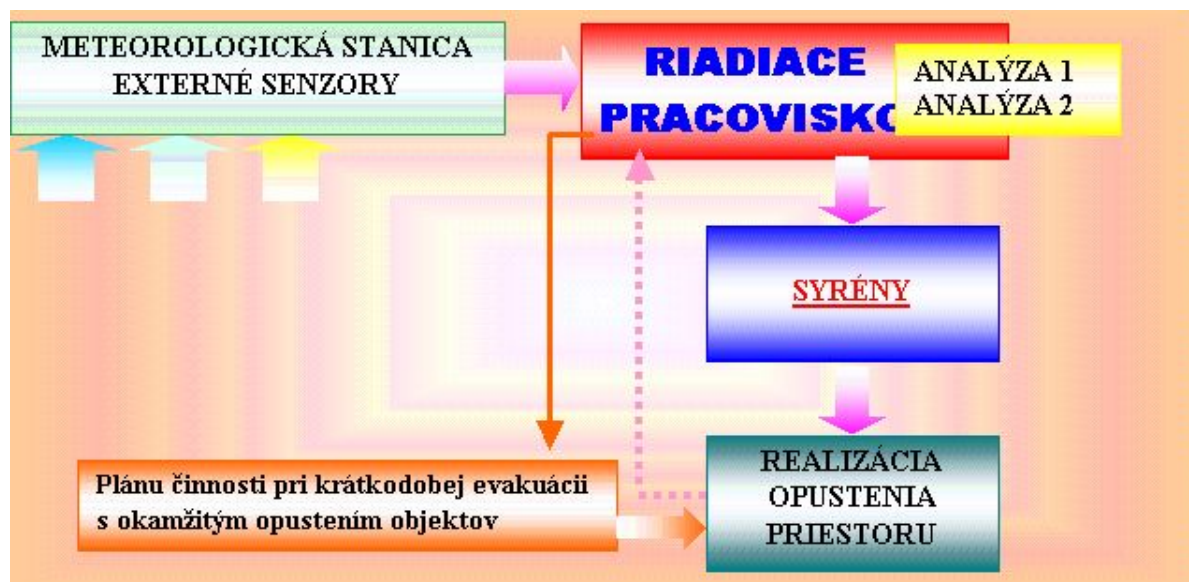 METEOROLOGICKÁ STANICA
EXTERNÉ SENZORY
RIADIACE
PRACOVISKO
ANALÝZA 1
ANALÝZA 2
SYRÉNY
Plánu činnosti pri krátkodobej evakuácii
s okamžitým opustením objektov
REALIZÁCIA
OPUSTENIA
PRIESTORU